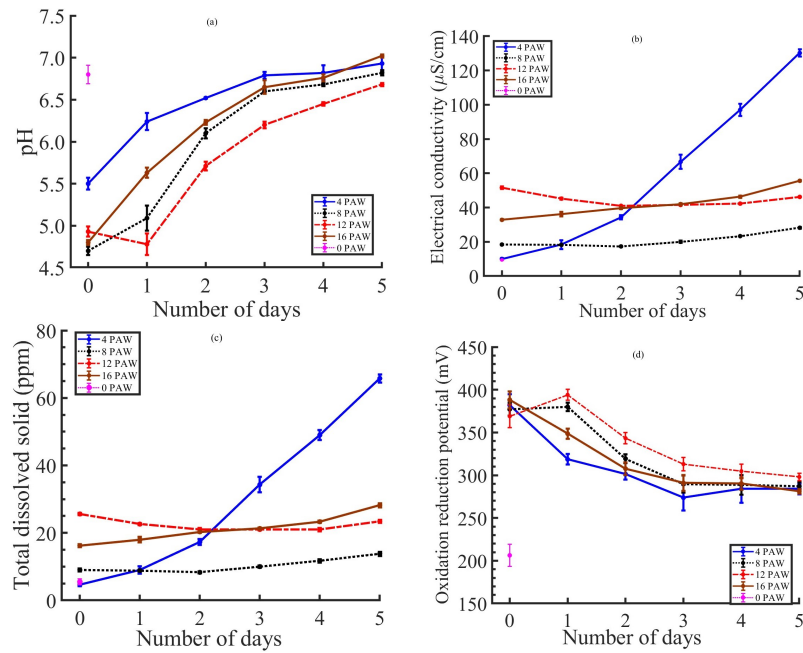 (a)
7.5
7.0
6.5
6.0
5.5
5.0
4.5
pH
0 1 2 3 4 5
Number of days
4 PAW
8 PAW
12 PAW
16 PAW
0 PAW
(b)
140
120
100
80
60
40
20
0
Electrical conductivity (μS/cm)
0 1 2 3 4 5
Number of days
4 PAW
8 PAW
12 PAW
16 PAW
0 PAW
(c)
80
60
40
20
0
Total dissolved solid (ppm)
0 1 2 3 4 5
Number of days
4 PAW
8 PAW
12 PAW
16 PAW
0 PAW
(d)
450
400
350
300
250
200
150
Oxidation reduction potential (mV)
0 1 2 3 4 5
Number of days
4 PAW
8 PAW
12 PAW
16 PAW
0 PAW